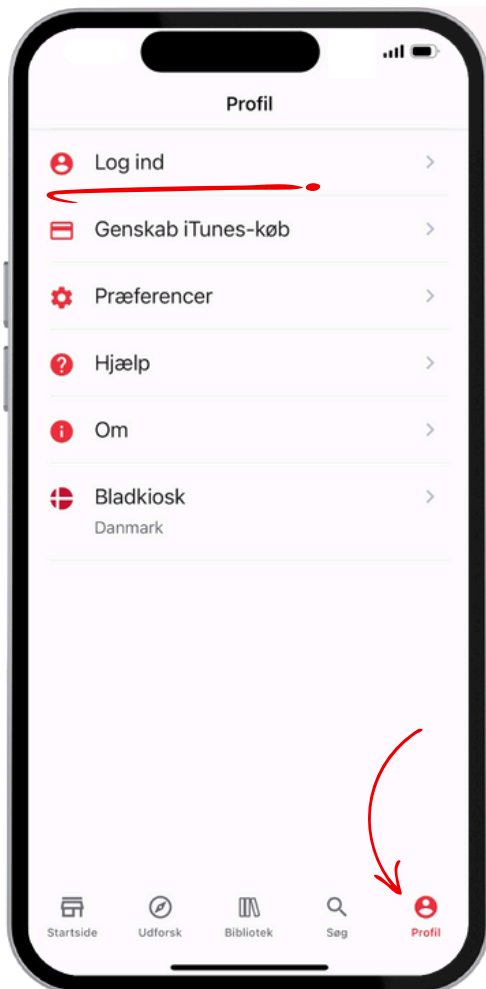 Profil
Log ind
Genskab iTunes-køb
Præferencer
Hjælp
Om
Bladkiosk
Danmark
Startside Udforsk Bibliotek Søg Profil